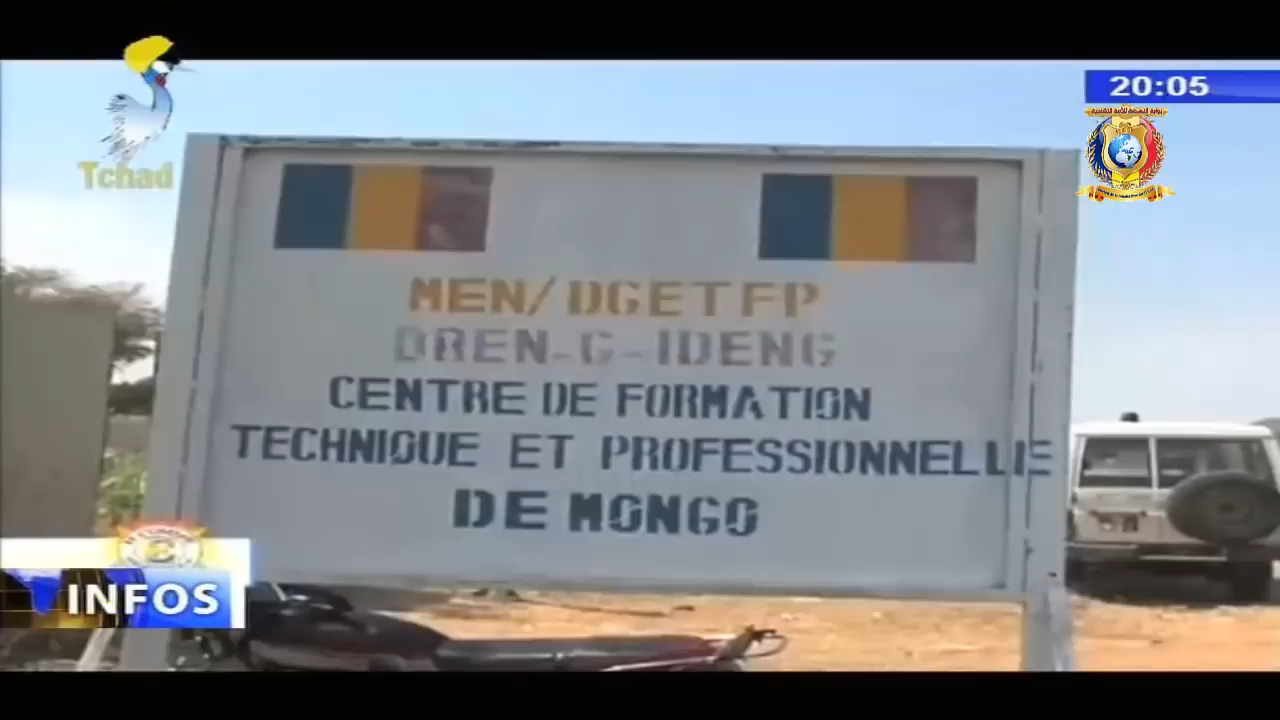 Tchad
20:05
MEN/DGETFP
DREN-G-IDENG
CENTRE DE FORMATION
TECHNIQUE ET PROFESSIONNELLE
DE MONGO
INFOS